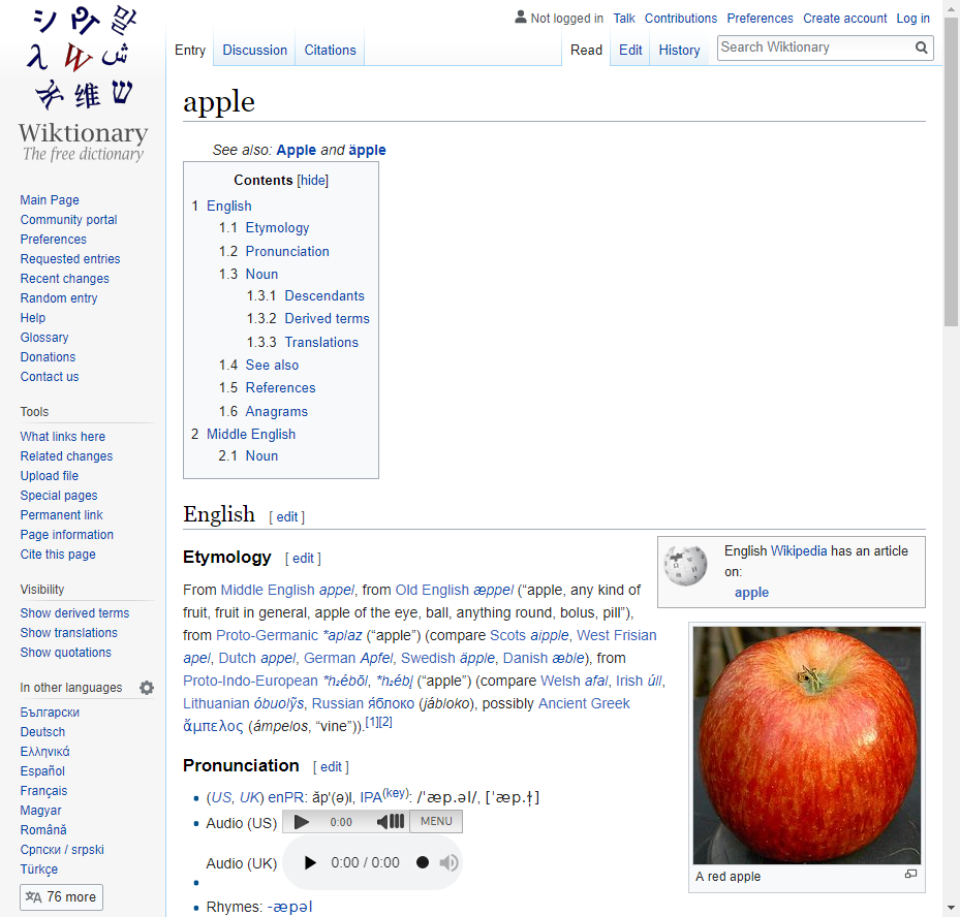 Not logged in Talk Contributions Preferences Create account Log in
Entry Discussion Citations Read Edit History Search Wiktionary
Wiktionary
The free dictionary
Main Page
Community portal
Preferences
Requested entries
Recent changes
Random entry
Help
Glossary
Donations
Contact us
Tools
What links here
Related changes
Upload file
Special pages
Permanent link
Page information
Cite this page
Visibility
Show derived terms
Show translations
Show quotations
In other languages
Български
Deutsch
Ελληνικά
Español
Français
Magyar
Română
Српски / srpski
Türkçe
76 more
apple
See also: Apple and äpple
Contents [hide]
1 English
1.1 Etymology
1.2 Pronunciation
1.3 Noun
1.3.1 Descendants
1.3.2 Derived terms
1.3.3 Translations
1.4 See also
1.5 References
1.6 Anagrams
2 Middle English
2.1 Noun
English [ edit ]
Etymology [ edit ]
From Middle English appel, from Old English æppel (“apple, any kind of
fruit, fruit in general, apple of the eye, ball, anything round, bolus, pill”),
from Proto-Germanic *aplaz (“apple”) (compare Scots aipple, West Frisian
apel, Dutch appel, German Apfel, Swedish äpple, Danish æble), from
Proto-Indo-European *h₂ébōl, *h₂ébl̥ (“apple”) (compare Welsh afal, Irish úll,
Lithuanian óbuolỹs, Russian я́блоко (jábloko), possibly Ancient Greek
ἄμπελος (ámpelos, “vine”)).[1][2]
English Wikipedia has an article
on:
apple
A red apple
Pronunciation [ edit ]
(US, UK) enPR: ăp'(ə)l, IPA(key): /ˈæp.əl/, [ˈæp.ɫ̩]
Audio (US) 0:00 MENU
Audio (UK) 0:00 / 0:00
Rhymes: -æpəl